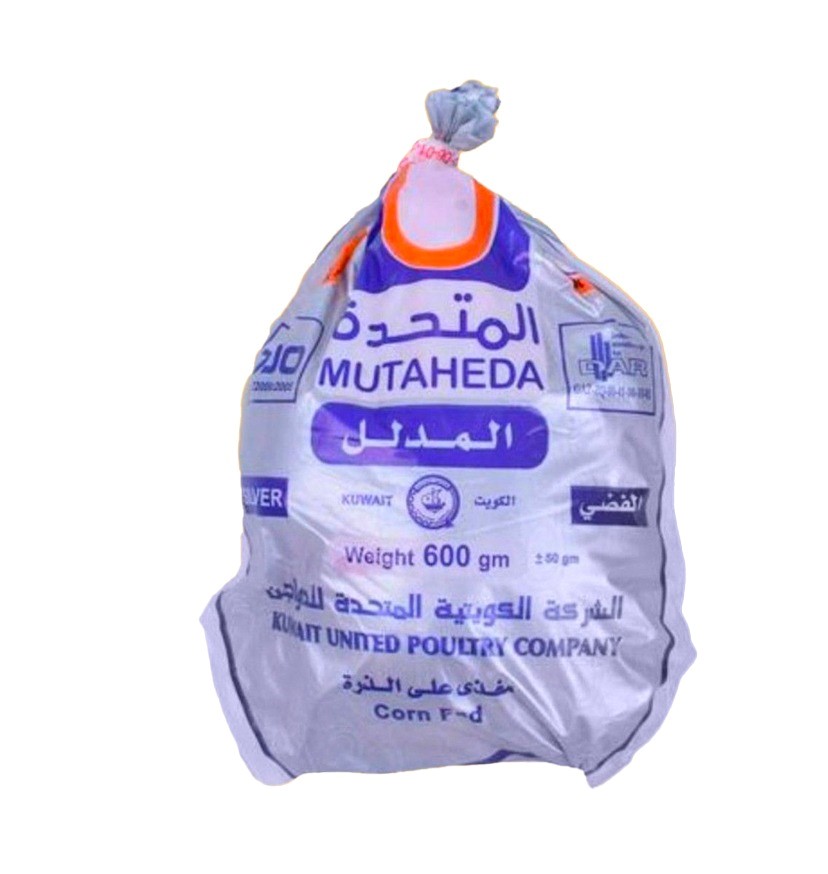 المتحدة
MUTAHEDA
المدلل
KUWAIT الكويت
الفضي
Weight 600 gm ±50 gm
الشركة الكويتية المتحدة للدواجن
KUWAIT UNITED POULTRY COMPANY
مغذى على الذرة
Corn Fed